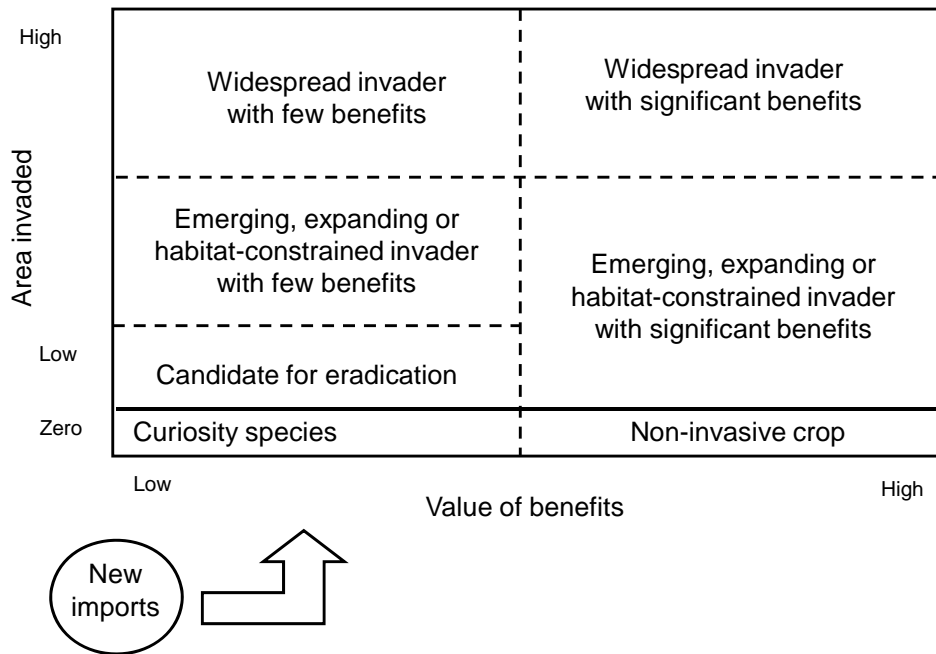 High
Widespread invader
with few benefits
Widespread invader
with significant benefits
Area invaded
Emerging, expanding or
habitat-constrained invader
with few benefits
Emerging, expanding or
habitat-constrained invader
with significant benefits
Low
Candidate for eradication
Zero
Curiosity species
Non-invasive crop
Low
High
Value of benefits
New
imports